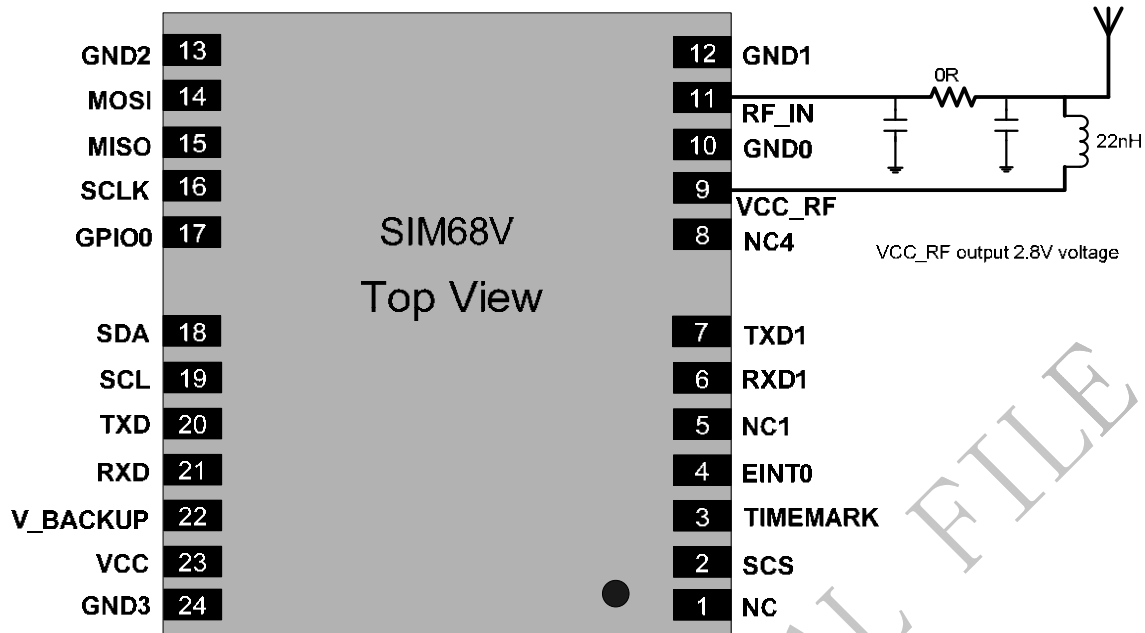 GND2 13
MOSI 14
MISO 15
SCLK 16
GPIO0 17
SDA 18
SCL 19
TXD 20
RXD 21
V_BACKUP 22
VCC 23
GND3 24
SIM68V
Top View
12 GND1
11 RF_IN
10 GND0
9 VCC_RF
8 NC4
7 TXD1
6 RXD1
5 NC1
4 EINT0
3 TIMEMARK
2 SCS
1 NC
0R
22nH
VCC_RF output 2.8V voltage
FILE